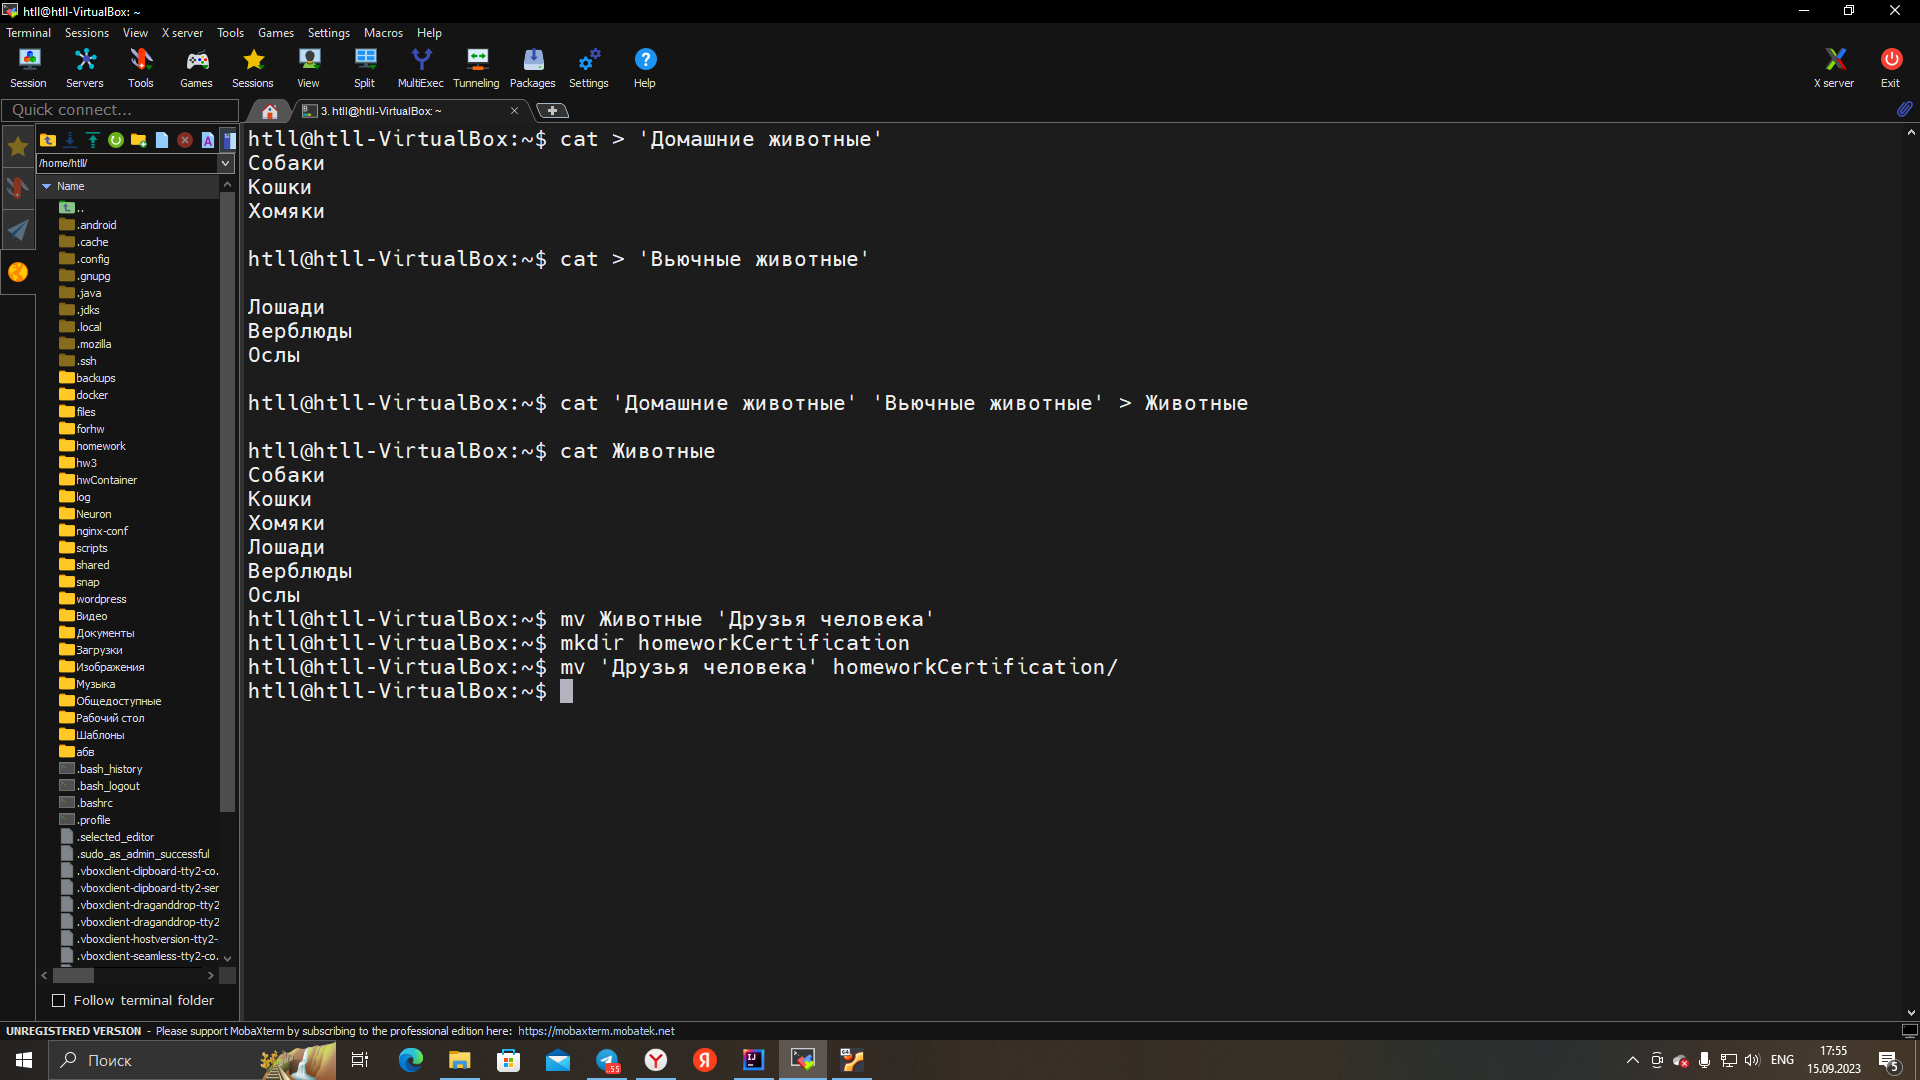 htll@htll-VirtualBox: ~
Terminal Sessions View X server Tools Games Settings Macros Help
Session Servers Tools Games Sessions View Split MultiExec Tunneling Packages Settings Help X server Exit
Quick connect...
3. htll@htll-VirtualBox: ~
/home/htll/
Name
..
.android
.cache
.config
.gnupg
.java
.jdks
.local
.mozilla
.ssh
backups
docker
files
forhw
homework
hw3
hwContainer
log
Neuron
nginx-conf
scripts
shared
snap
wordpress
Видео
Документы
Загрузки
Изображения
Музыка
Общедоступные
Рабочий стол
Шаблоны
абв
.bash_history
.bash_logout
.bashrc
.profile
.selected_editor
.sudo_as_admin_successful
.vboxclient-clipboard-tty2-co.
.vboxclient-clipboard-tty2-ser
.vboxclient-draganddrop-tty2
.vboxclient-draganddrop-tty2
.vboxclient-hostversion-tty2-
.vboxclient-seamless-tty2-co.
Follow terminal folder
htll@htll-VirtualBox:~$ cat > 'Домашние животные'
Собаки
Кошки
Хомяки
htll@htll-VirtualBox:~$ cat > 'Вьючные животные'
Лошади
Верблюды
Ослы
htll@htll-VirtualBox:~$ cat 'Домашние животные' 'Вьючные животные' > Животные
htll@htll-VirtualBox:~$ cat Животные
Собаки
Кошки
Хомяки
Лошади
Верблюды
Ослы
htll@htll-VirtualBox:~$ mv Животные 'Друзья человека'
htll@htll-VirtualBox:~$ mkdir homeworkCertification
htll@htll-VirtualBox:~$ mv 'Друзья человека' homeworkCertification/
htll@htll-VirtualBox:~$
UNREGISTERED VERSION - Please support MobaXterm by subscribing to the professional edition here: https://mobaxterm.mobatek.net
Поиск
ENG
17:55
15.09.2023
5